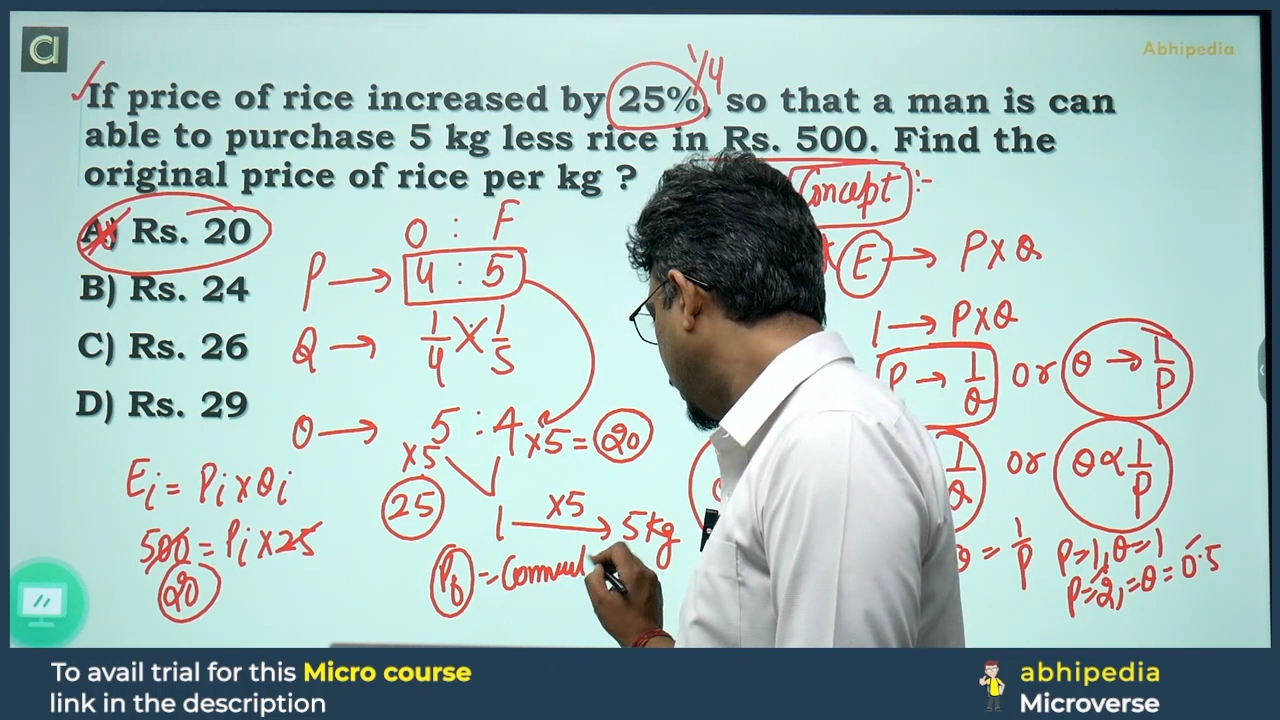 Abhipedia
1/4
If price of rice increased by 25%, so that a man is can
able to purchase 5 kg less rice in Rs. 500. Find the
original price of rice per kg ?
Concept :-
A) Rs. 20
B) Rs. 24
C) Rs. 26
D) Rs. 29
O : F
P → 4 : 5
Q → 1/4 × 1/5
Q → 5 : 4
×5 ×5 = 20
25
1 ×5 → 5 kg
Ei = Pi × Qi
500 = Pi × 25
20
E → P × Q
1 → P × Q
P → 1/Q or Q → 1/P
1/Q or Q ∝ 1/P
= 1/P P=1, Q=1
P=2, =Q = 0.5
To avail trial for this Micro course
link in the description
abhipedia
Microverse